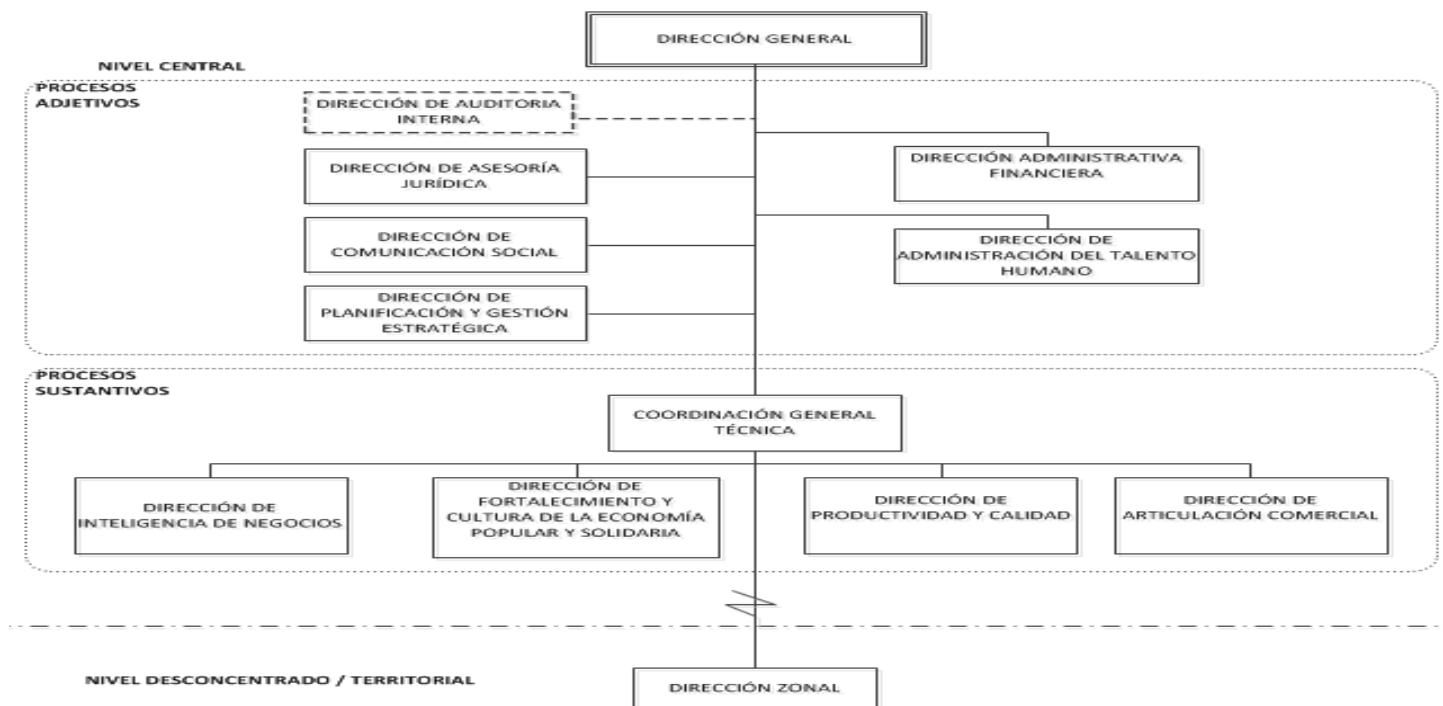 DIRECCIÓN GENERAL
NIVEL CENTRAL
PROCESOS
ADJETIVOS
DIRECCIÓN DE AUDITORIA
INTERNA
DIRECCIÓN ADMINISTRATIVA
FINANCIERA
DIRECCIÓN DE ASESORÍA
JURÍDICA
DIRECCIÓN DE
COMUNICACIÓN SOCIAL
DIRECCIÓN DE
ADMINISTRACIÓN DEL TALENTO
HUMANO
DIRECCIÓN DE
PLANIFICACIÓN Y GESTIÓN
ESTRATÉGICA
PROCESOS
SUSTANTIVOS
COORDINACIÓN GENERAL
TÉCNICA
DIRECCIÓN DE
INTELIGENCIA DE NEGOCIOS
DIRECCIÓN DE
FORTALECIMIENTO Y
CULTURA DE LA ECONOMÍA
POPULAR Y SOLIDARIA
DIRECCIÓN DE
PRODUCTIVIDAD Y CALIDAD
DIRECCIÓN DE
ARTICULACIÓN COMERCIAL
NIVEL DESCONCENTRADO / TERRITORIAL
DIRECCIÓN ZONAL